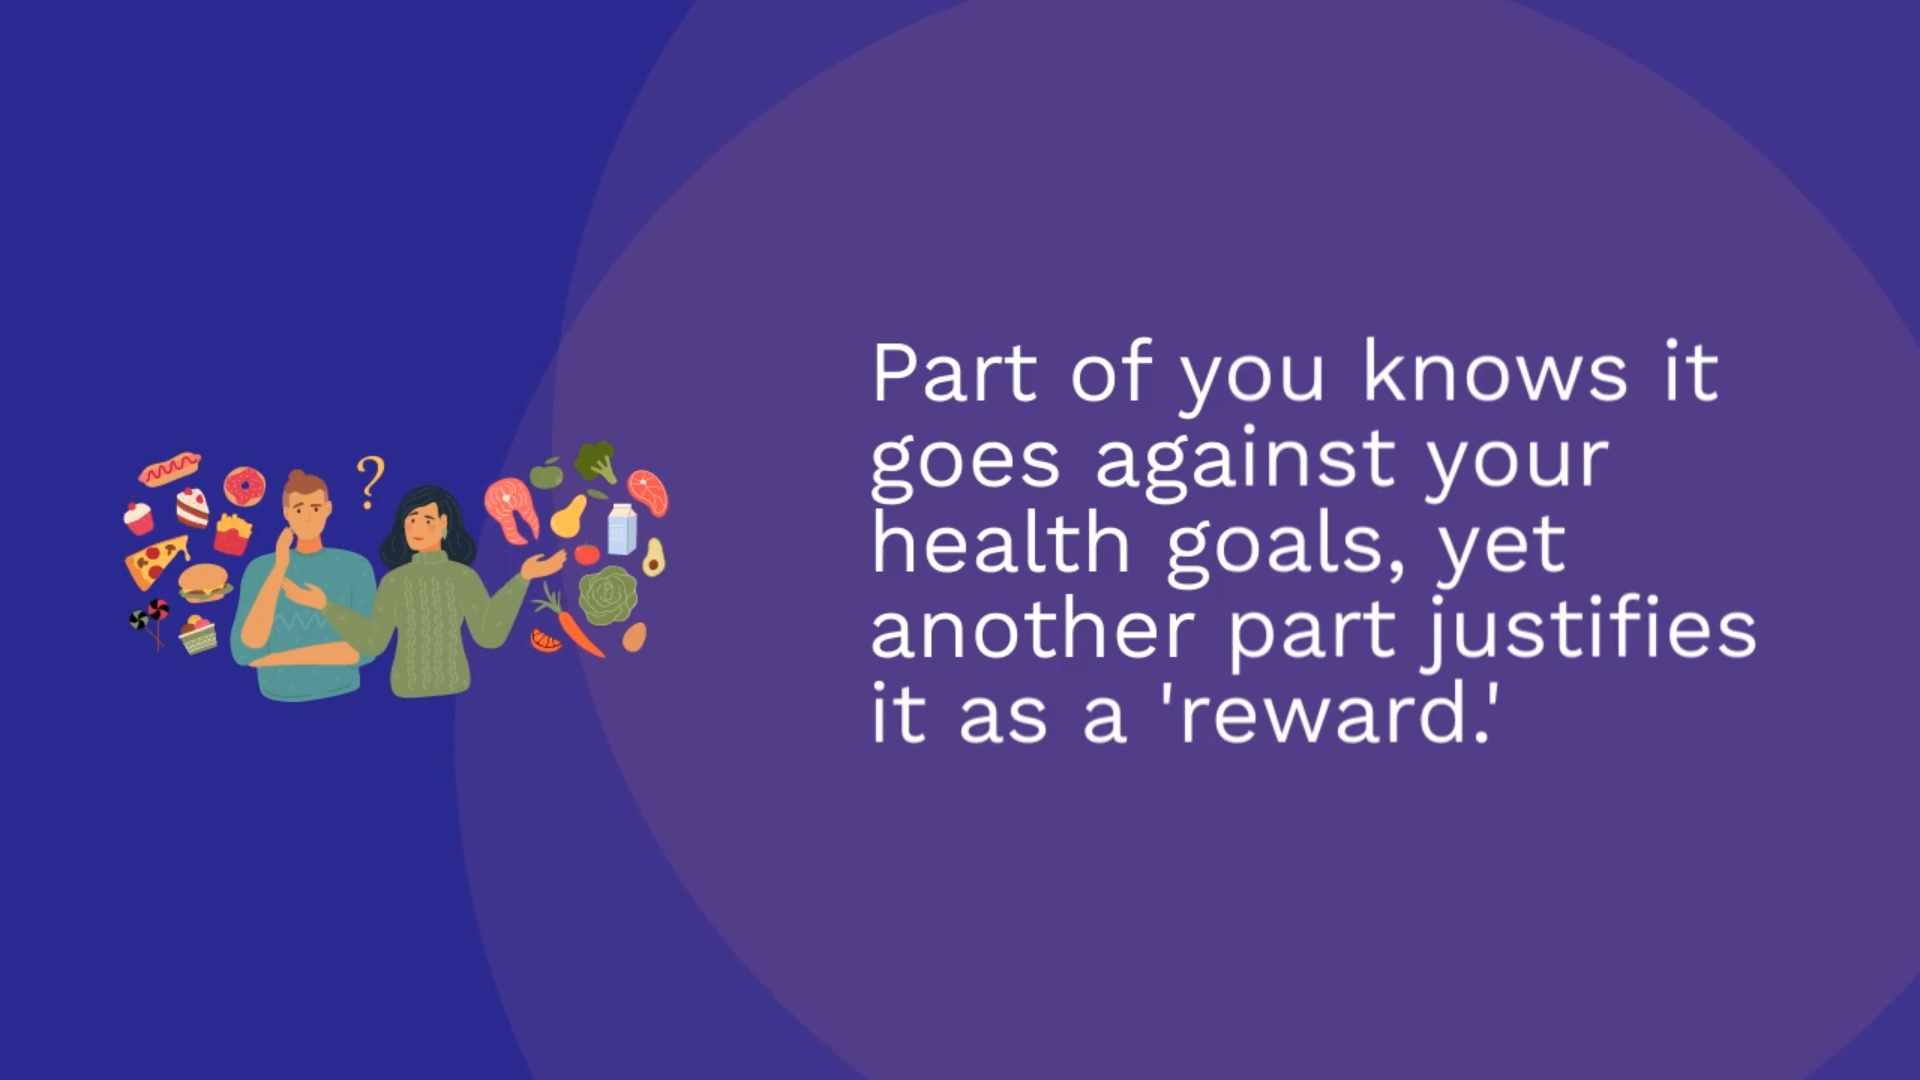 ?
Part of you knows it
goes against your
health goals, yet
another part justifies
it as a 'reward.'